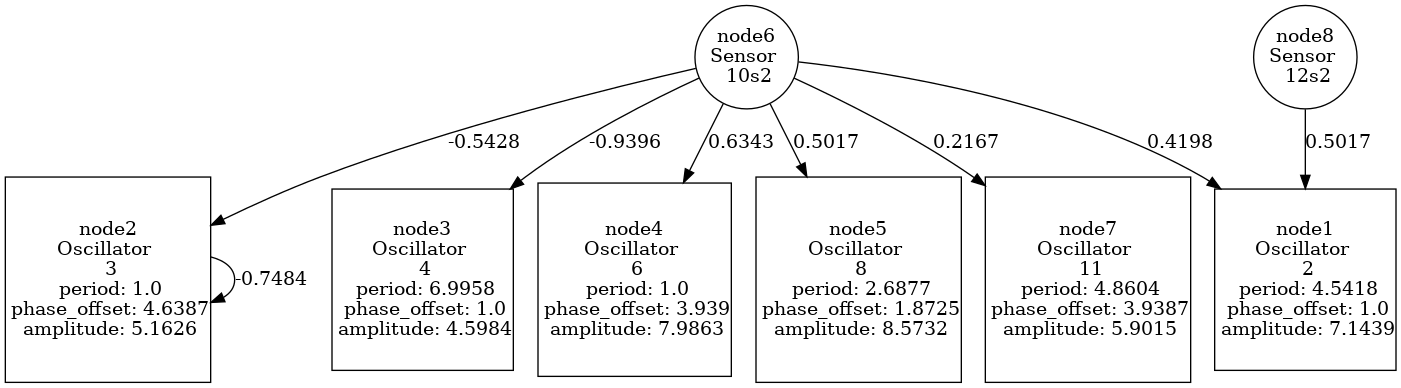 node6
Sensor
10s2
node8
Sensor
12s2
-0.5428
-0.9396
0.6343
0.5017
0.2167
0.4198
0.5017
node2
Oscillator
3
period: 1.0
phase_offset: 4.6387
amplitude: 5.1626
-0.7484
node3
Oscillator
4
period: 6.9958
phase_offset: 1.0
amplitude: 4.5984
node4
Oscillator
6
period: 1.0
phase_offset: 3.939
amplitude: 7.9863
node5
Oscillator
8
period: 2.6877
phase_offset: 1.8725
amplitude: 8.5732
node7
Oscillator
11
period: 4.8604
phase_offset: 3.9387
amplitude: 5.9015
node1
Oscillator
2
period: 4.5418
phase_offset: 1.0
amplitude: 7.1439